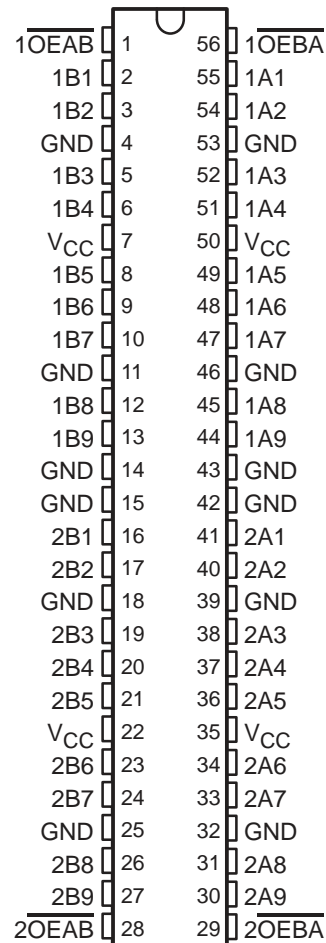 1OEAB 1 56 1OEBA
1B1 2 55 1A1
1B2 3 54 1A2
GND 4 53 GND
1B3 5 52 1A3
1B4 6 51 1A4
VCC 7 50 VCC
1B5 8 49 1A5
1B6 9 48 1A6
1B7 10 47 1A7
GND 11 46 GND
1B8 12 45 1A8
1B9 13 44 1A9
GND 14 43 GND
GND 15 42 GND
2B1 16 41 2A1
2B2 17 40 2A2
GND 18 39 GND
2B3 19 38 2A3
2B4 20 37 2A4
2B5 21 36 2A5
VCC 22 35 VCC
2B6 23 34 2A6
2B7 24 33 2A7
GND 25 32 GND
2B8 26 31 2A8
2B9 27 30 2A9
2OEAB 28 29 2OEBA